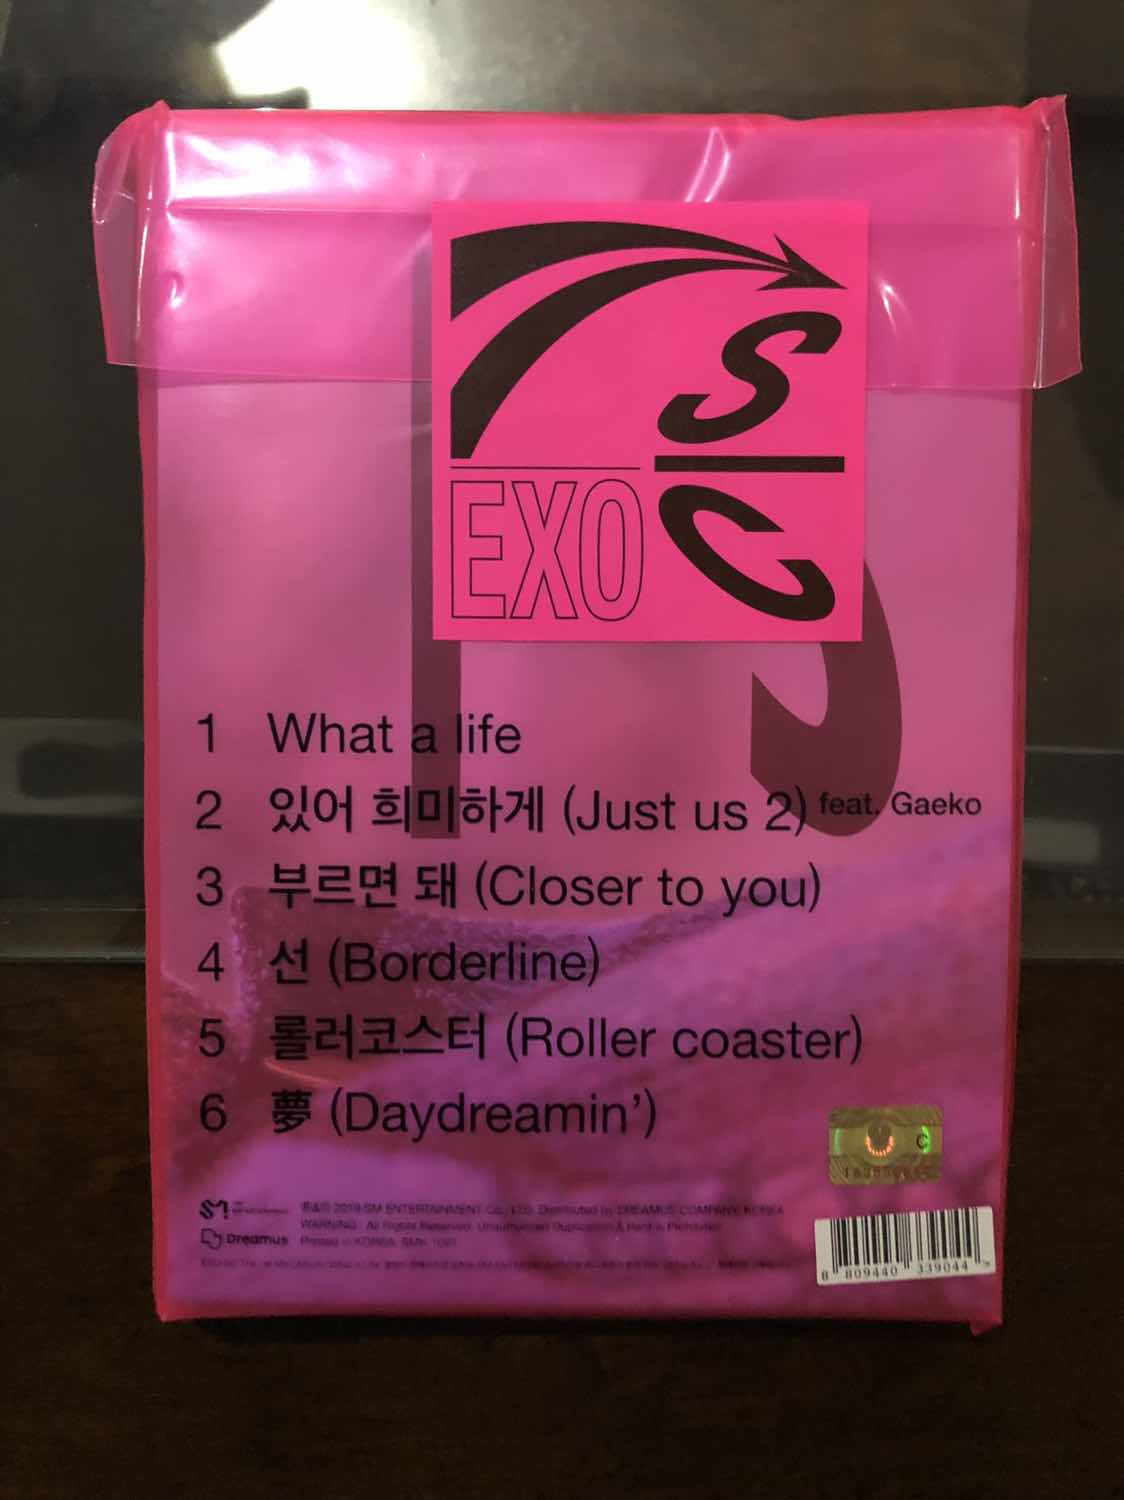 EXO
SC
1 What a life
2 있어 희미하게 (Just us 2) feat. Gaeko
3 부르면 돼 (Closer to you)
4 선 (Borderline)
5 롤러코스터 (Roller coaster)
6 夢 (Daydreamin')
C
SM
℗&© 2019 SM ENTERTAINMENT Co., LTD. Distributed by DREAMUS COMPANY, KOREA
WARNING : All Rights Reserved. Unauthorized Duplication & Rental Prohibited
Dreamus
Printed in KOREA.
8 809440 339044 >